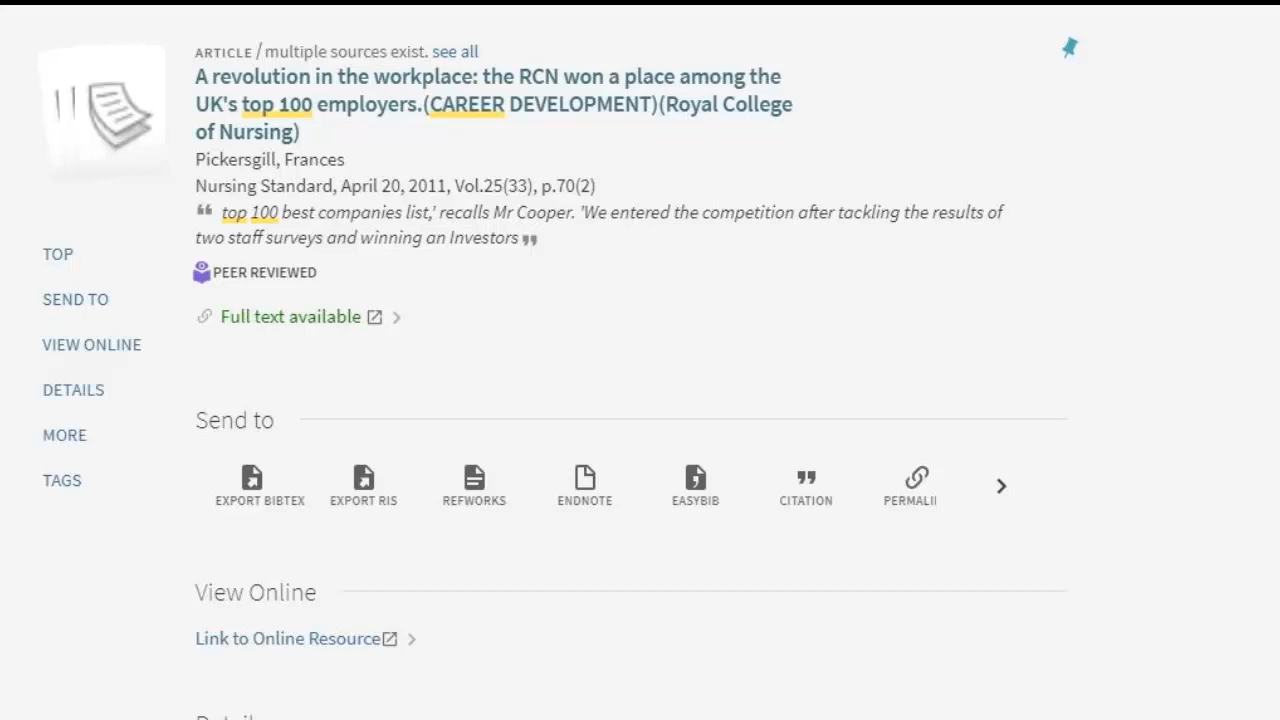 ARTICLE / multiple sources exist. see all
A revolution in the workplace: the RCN won a place among the
UK's top 100 employers.(CAREER DEVELOPMENT)(Royal College
of Nursing)
Pickersgill, Frances
Nursing Standard, April 20, 2011, Vol.25(33), p.70(2)
❝ top 100 best companies list,' recalls Mr Cooper. 'We entered the competition after tackling the results of
two staff surveys and winning an Investors ❞
PEER REVIEWED
Full text available
TOP
SEND TO
VIEW ONLINE
DETAILS
MORE
TAGS
Send to
EXPORT BIBTEX
EXPORT RIS
REFWORKS
ENDNOTE
EASYBIB
CITATION
PERMALII
View Online
Link to Online Resource